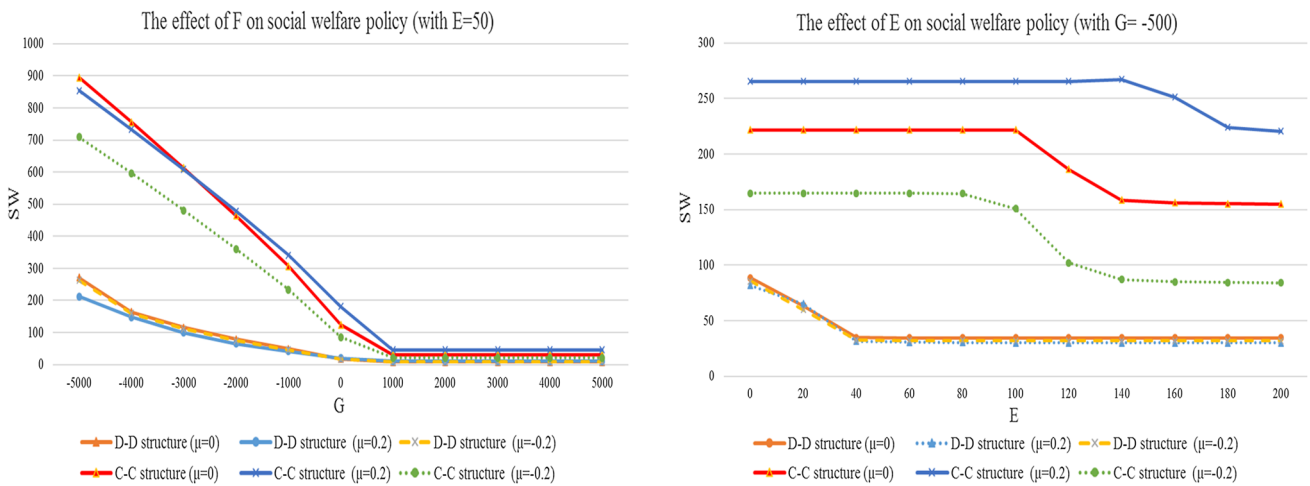 The effect of F on social welfare policy (with E=50)
1000
900
800
700
600
500
400
300
200
100
0
SW
-5000 -4000 -3000 -2000 -1000 0 1000 2000 3000 4000 5000
G
D-D structure (μ=0) D-D structure (μ=0.2) D-D structure (μ=-0.2)
C-C structure (μ=0) C-C structure (μ=0.2) C-C structure (μ=-0.2)
The effect of E on social welfare policy (with G= -500)
300
250
200
150
100
50
0
SW
0 20 40 60 80 100 120 140 160 180 200
E
D-D structure (μ=0) D-D structure (μ=0.2) D-D structure (μ=-0.2)
C-C structure (μ=0) C-C structure (μ=0.2) C-C structure (μ=-0.2)